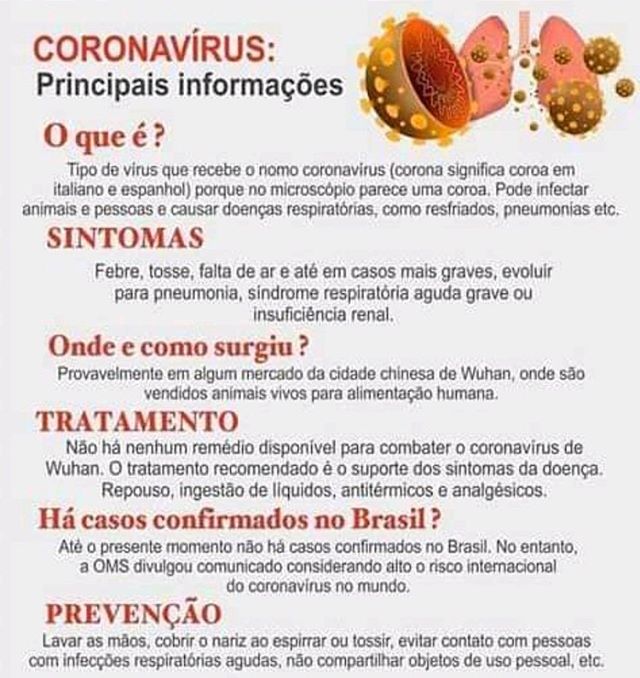 CORONAVÍRUS:
Principais informações
O que é?
Tipo de vírus que recebe o nomo coronavírus (corona significa coroa em
italiano e espanhol) porque no microscópio parece uma coroa. Pode infectar
animais e pessoas e causar doenças respiratórias, como resfriados, pneumonias etc.
SINTOMAS
Febre, tosse, falta de ar e até em casos mais graves, evoluir
para pneumonia, síndrome respiratória aguda grave ou
insuficiência renal.
Onde e como surgiu?
Provavelmente em algum mercado da cidade chinesa de Wuhan, onde são
vendidos animais vivos para alimentação humana.
TRATAMENTO
Não há nenhum remédio disponível para combater o coronavírus de
Wuhan. O tratamento recomendado é o suporte dos sintomas da doença.
Repouso, ingestão de líquidos, antitérmicos e analgésicos.
Há casos confirmados no Brasil?
Até o presente momento não há casos confirmados no Brasil. No entanto,
a OMS divulgou comunicado considerando alto o risco internacional
do coronavírus no mundo.
PREVENÇÃO
Lavar as mãos, cobrir o nariz ao espirrar ou tossir, evitar contato com pessoas
com infecções respiratórias agudas, não compartilhar objetos de uso pessoal, etc.